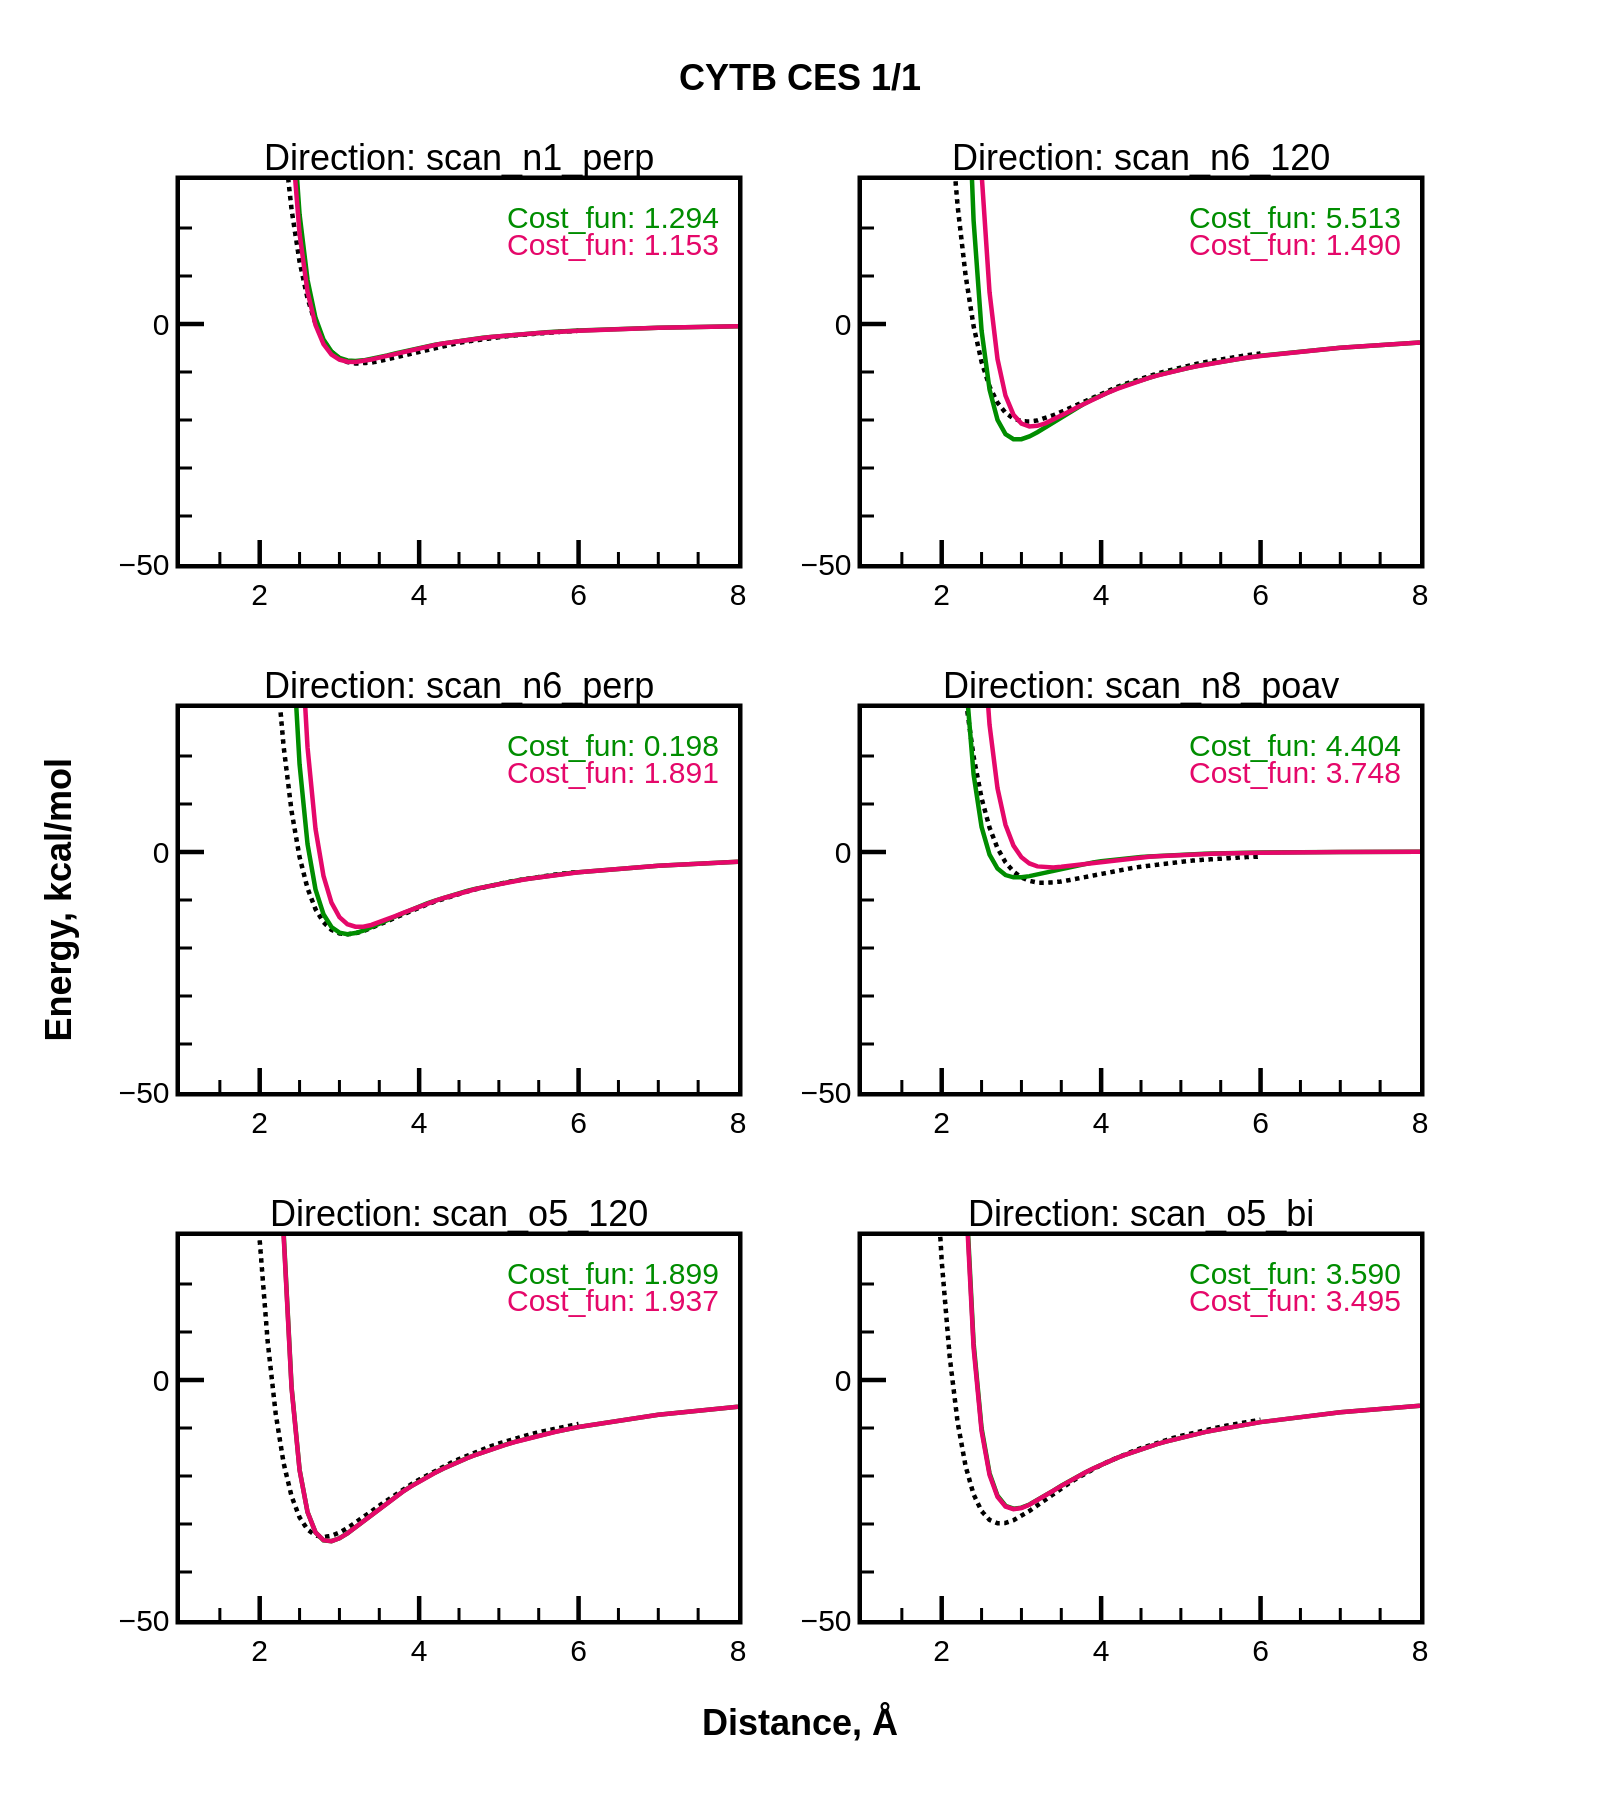 CYTB CES 1/1
Direction: scan_n1_perp
Cost_fun: 1.294
Cost_fun: 1.153
0
−50
2 4 6 8
Direction: scan_n6_120
Cost_fun: 5.513
Cost_fun: 1.490
0
−50
2 4 6 8
Energy, kcal/mol
Direction: scan_n6_perp
Cost_fun: 0.198
Cost_fun: 1.891
0
−50
2 4 6 8
Direction: scan_n8_poav
Cost_fun: 4.404
Cost_fun: 3.748
0
−50
2 4 6 8
Direction: scan_o5_120
Cost_fun: 1.899
Cost_fun: 1.937
0
−50
2 4 6 8
Direction: scan_o5_bi
Cost_fun: 3.590
Cost_fun: 3.495
0
−50
2 4 6 8
Distance, Å